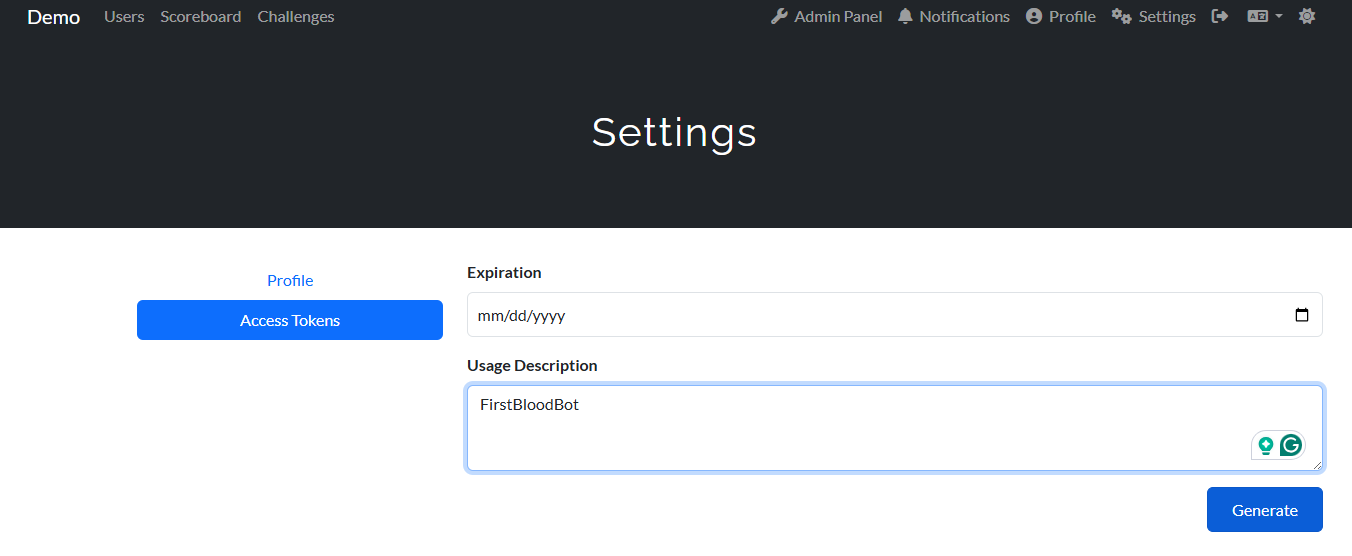 Demo Users Scoreboard Challenges Admin Panel Notifications Profile Settings
Settings
Profile
Access Tokens
Expiration
mm/dd/yyyy
Usage Description
FirstBloodBot
Generate